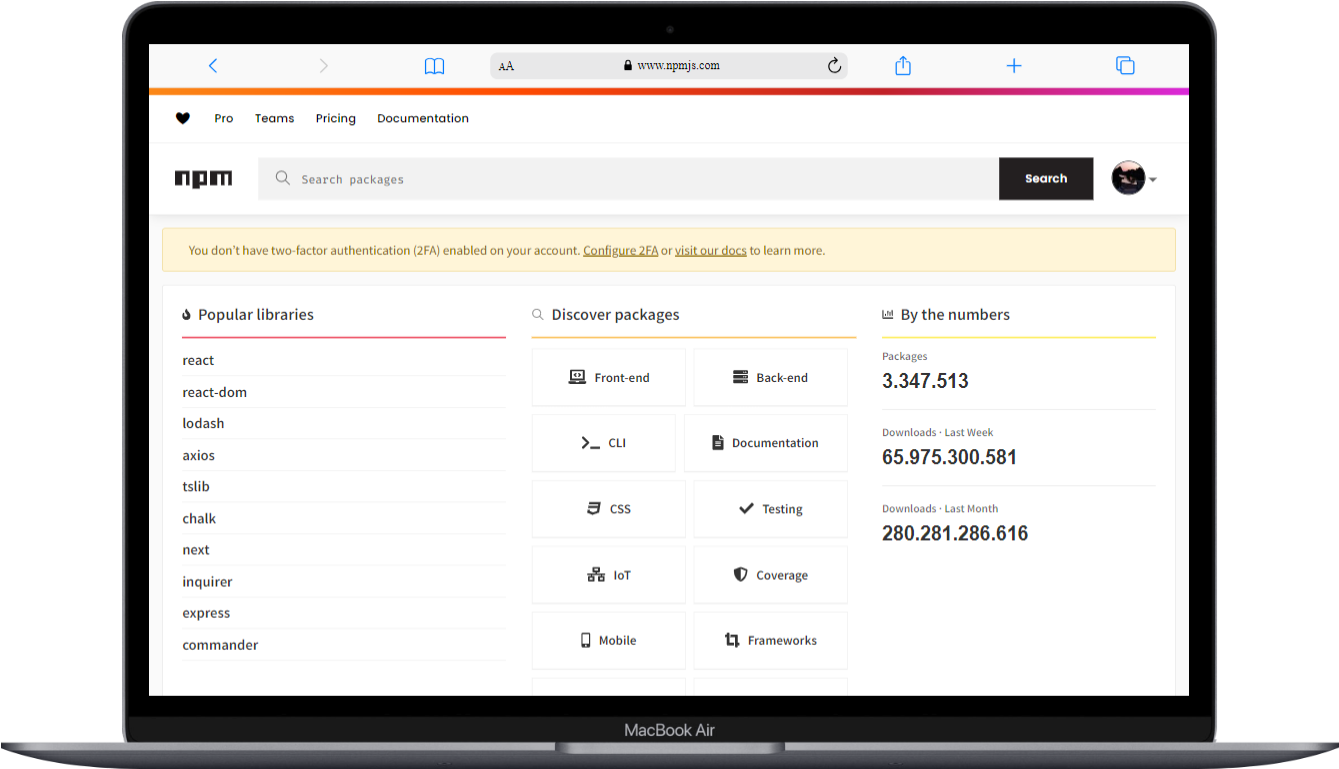 AA www.npmjs.com
Pro Teams Pricing Documentation
npm Search packages Search
You don't have two-factor authentication (2FA) enabled on your account. Configure 2FA or visit our docs to learn more.
Popular libraries
react
react-dom
lodash
axios
tslib
chalk
next
inquirer
express
commander
Discover packages
Front-end Back-end
CLI Documentation
CSS Testing
IoT Coverage
Mobile Frameworks
By the numbers
Packages
3.347.513
Downloads · Last Week
65.975.300.581
Downloads · Last Month
280.281.286.616
MacBook Air